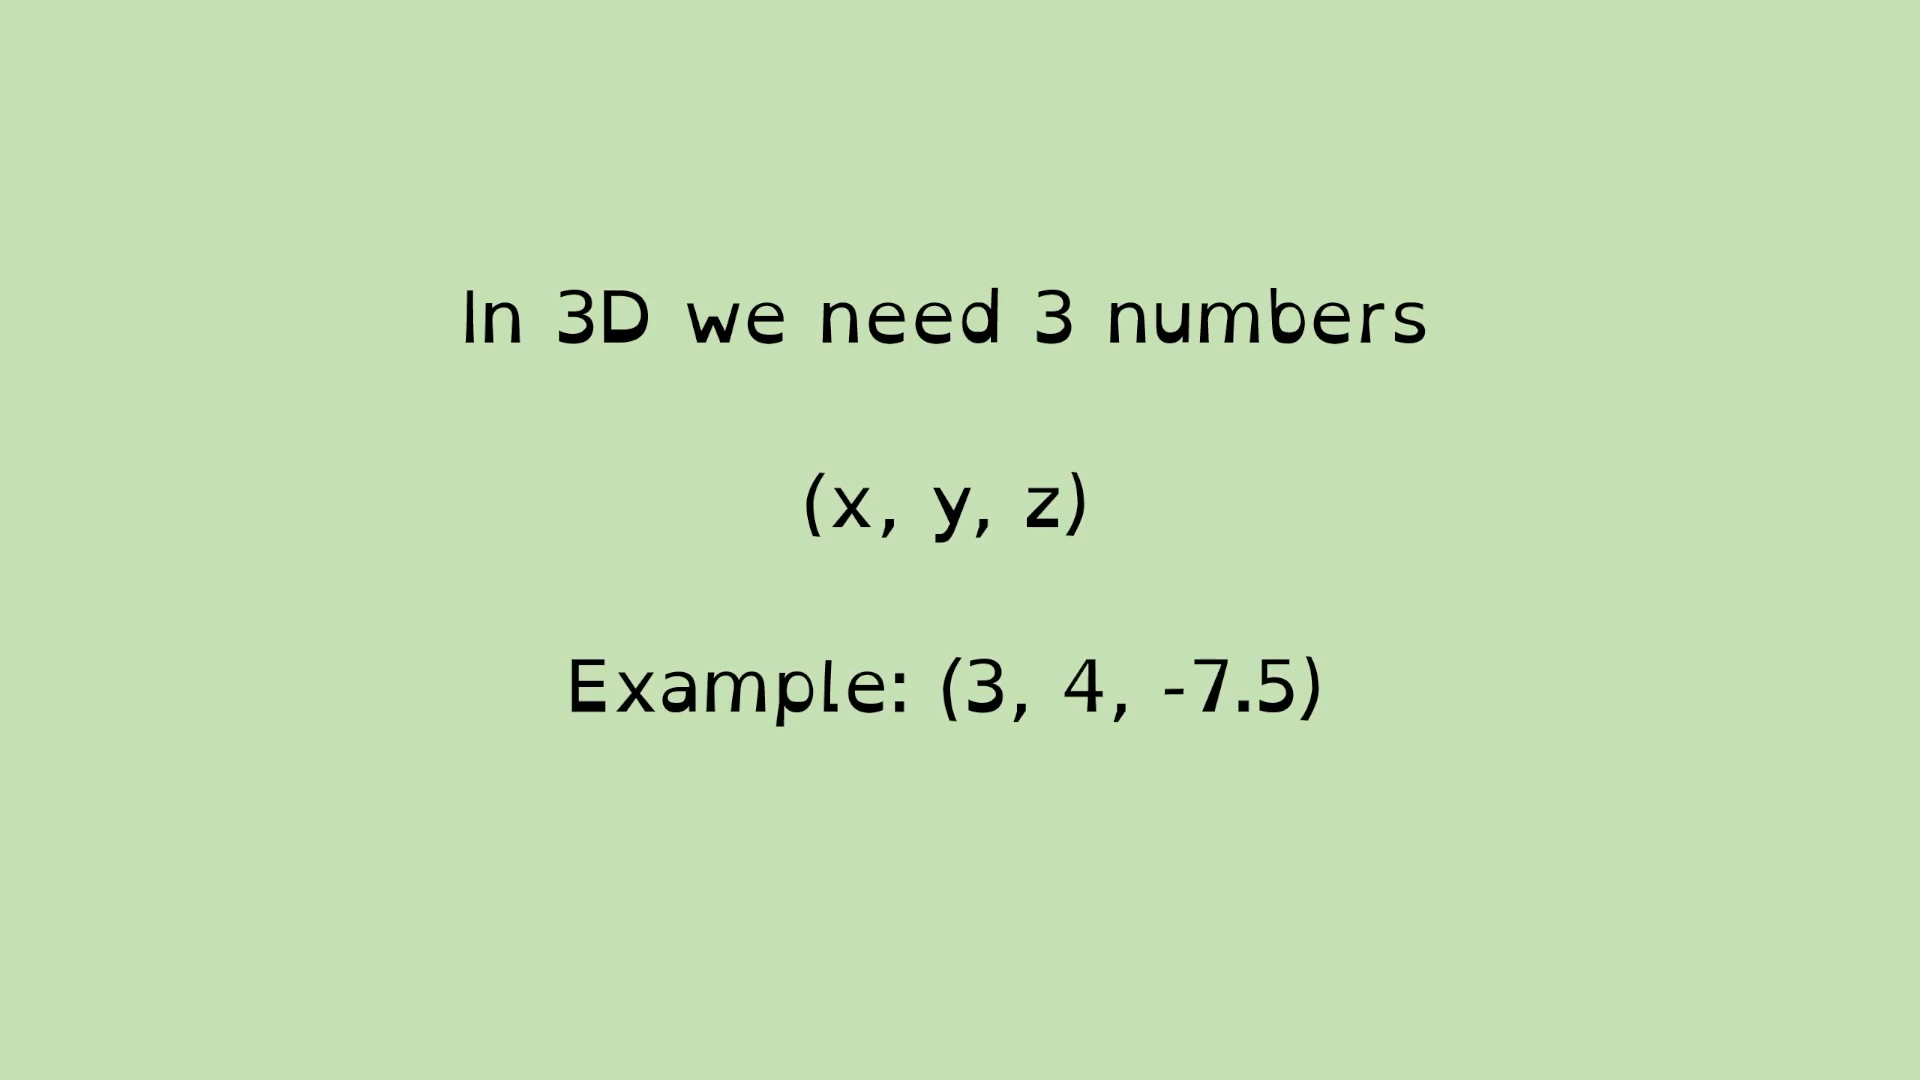 In 3D we need 3 numbers
(x, y, z)
Example: (3, 4, -7.5)